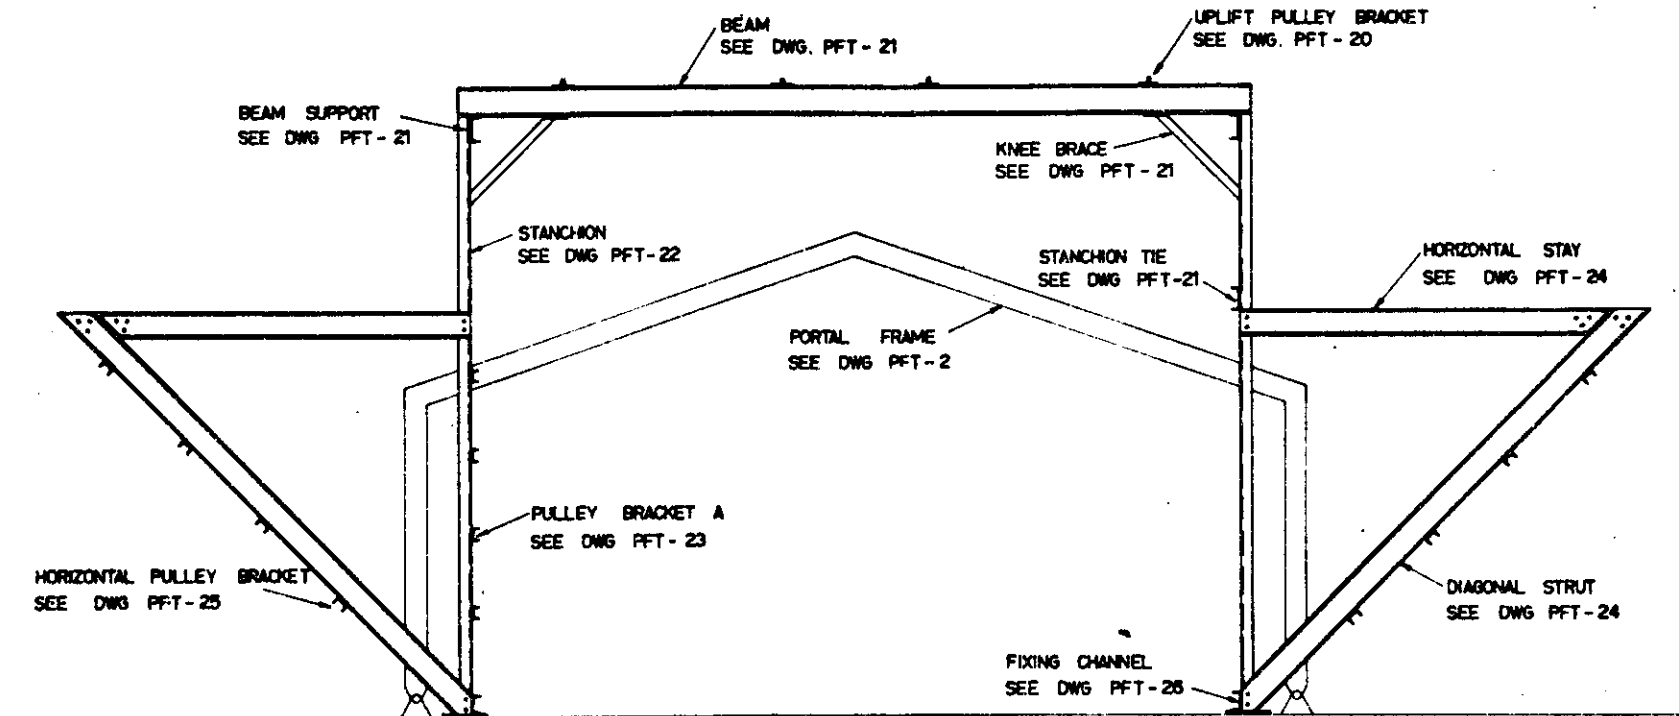 BEAM
SEE DWG. PFT-21
UPLIFT PULLEY BRACKET
SEE DWG. PFT-20
BEAM SUPPORT
SEE DWG PFT-21
KNEE BRACE
SEE DWG PFT-21
STANCHION
SEE DWG PFT-22
STANCHION TIE
SEE DWG PFT-21
HORIZONTAL STAY
SEE DWG PFT-24
PORTAL FRAME
SEE DWG PFT-2
PULLEY BRACKET A
SEE DWG PFT-23
HORIZONTAL PULLEY BRACKET
SEE DWG PFT-25
DIAGONAL STRUT
SEE DWG PFT-24
FIXING CHANNEL
SEE DWG PFT-26